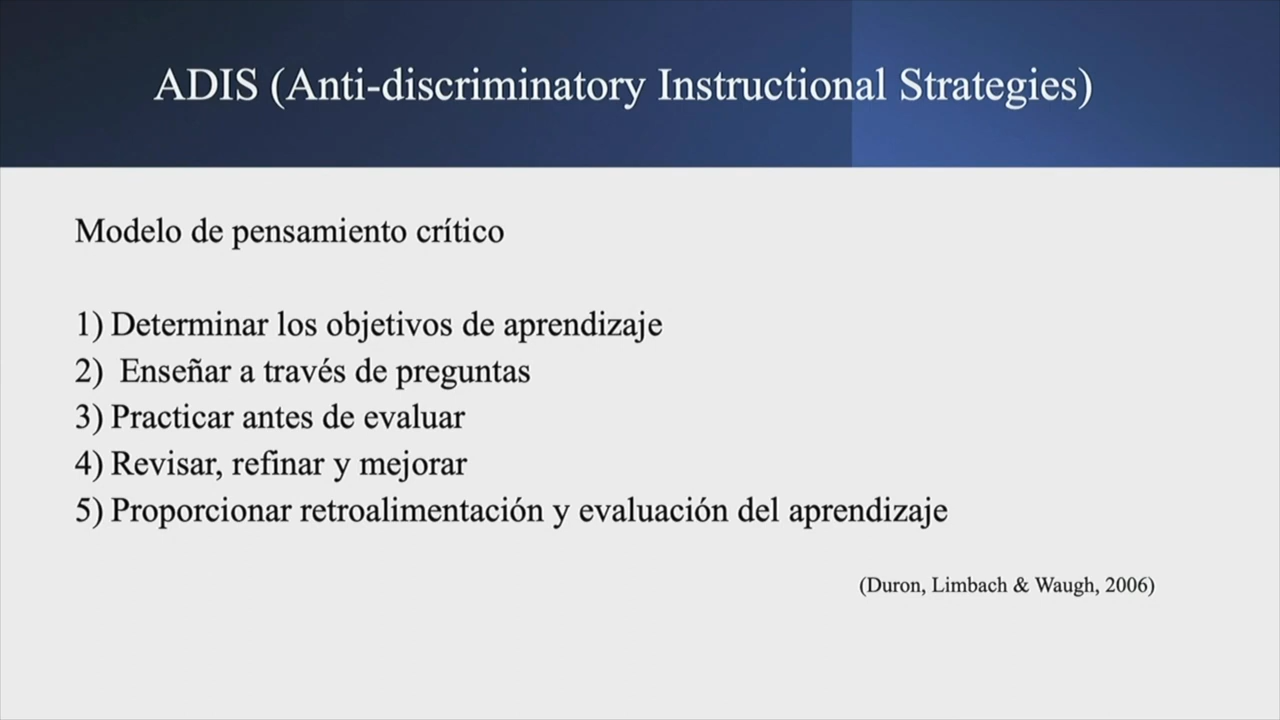 ADIS (Anti-discriminatory Instructional Strategies)
Modelo de pensamiento crítico
1) Determinar los objetivos de aprendizaje
2) Enseñar a través de preguntas
3) Practicar antes de evaluar
4) Revisar, refinar y mejorar
5) Proporcionar retroalimentación y evaluación del aprendizaje
(Duron, Limbach & Waugh, 2006)